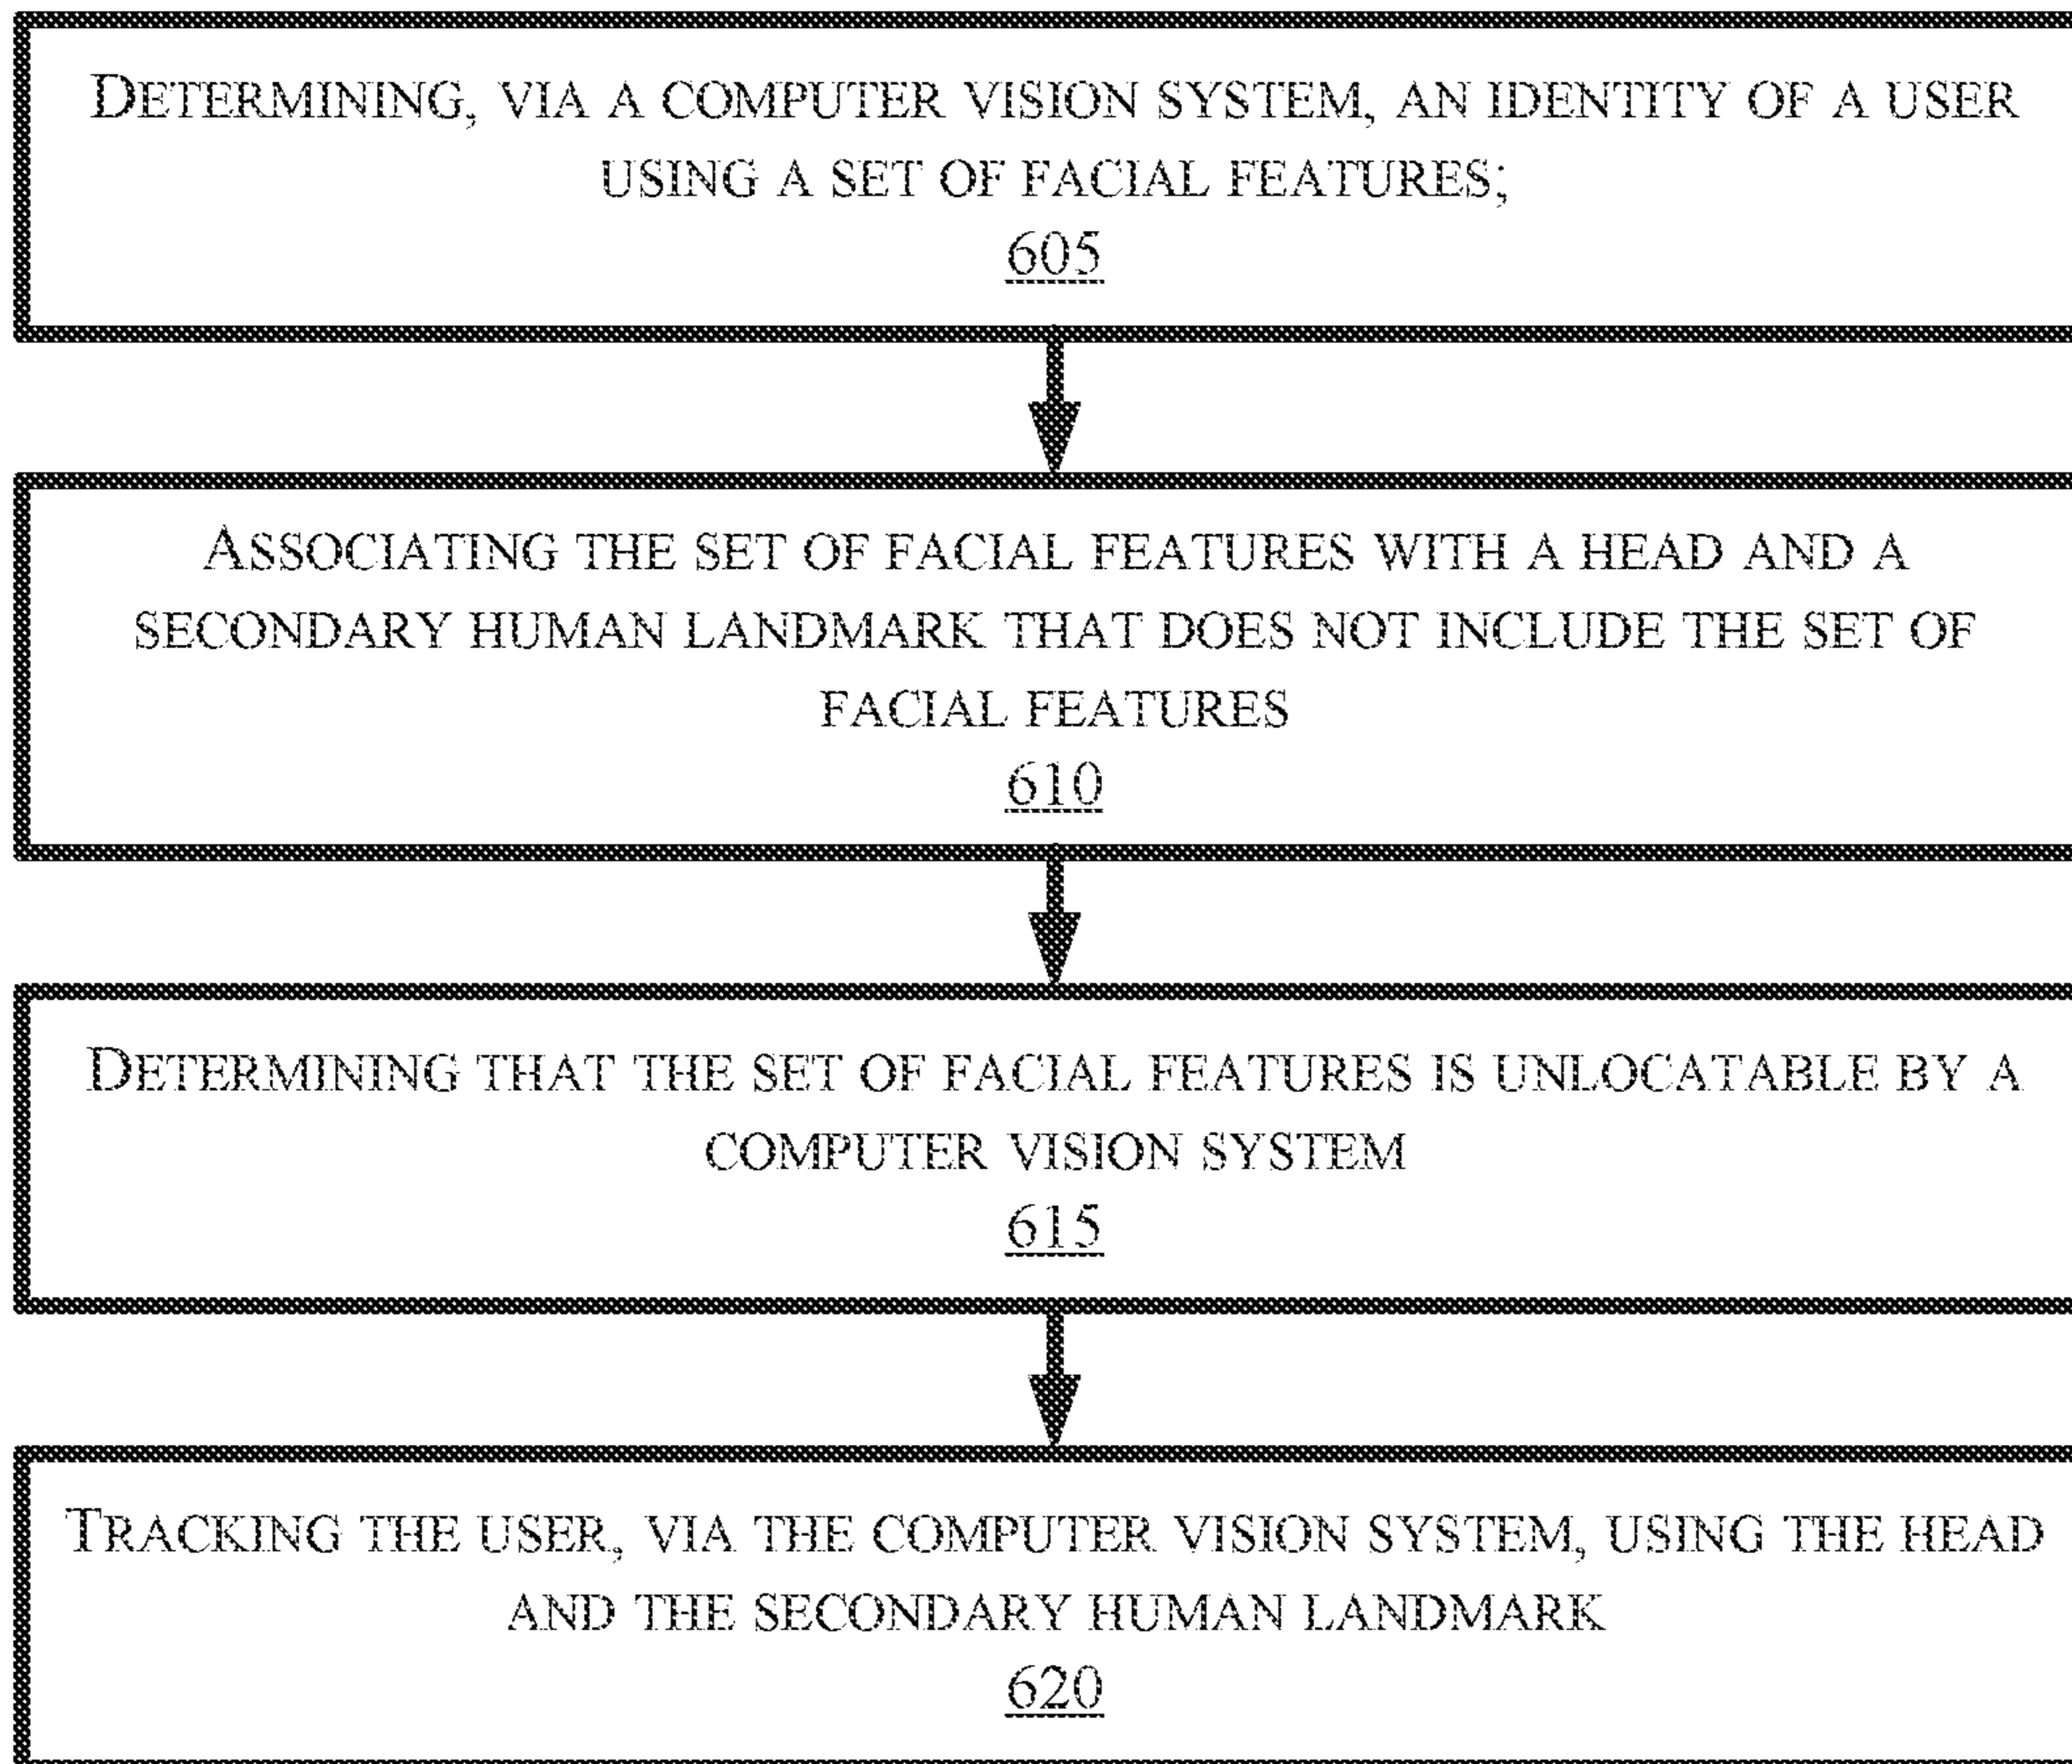 DETERMINING, VIA A COMPUTER VISION SYSTEM, AN IDENTITY OF A USER
USING A SET OF FACIAL FEATURES;
605
ASSOCIATING THE SET OF FACIAL FEATURES WITH A HEAD AND A
SECONDARY HUMAN LANDMARK THAT DOES NOT INCLUDE THE SET OF
FACIAL FEATURES
610
DETERMINING THAT THE SET OF FACIAL FEATURES IS UNLOCATABLE BY A
COMPUTER VISION SYSTEM
615
TRACKING THE USER, VIA THE COMPUTER VISION SYSTEM, USING THE HEAD
AND THE SECONDARY HUMAN LANDMARK
620